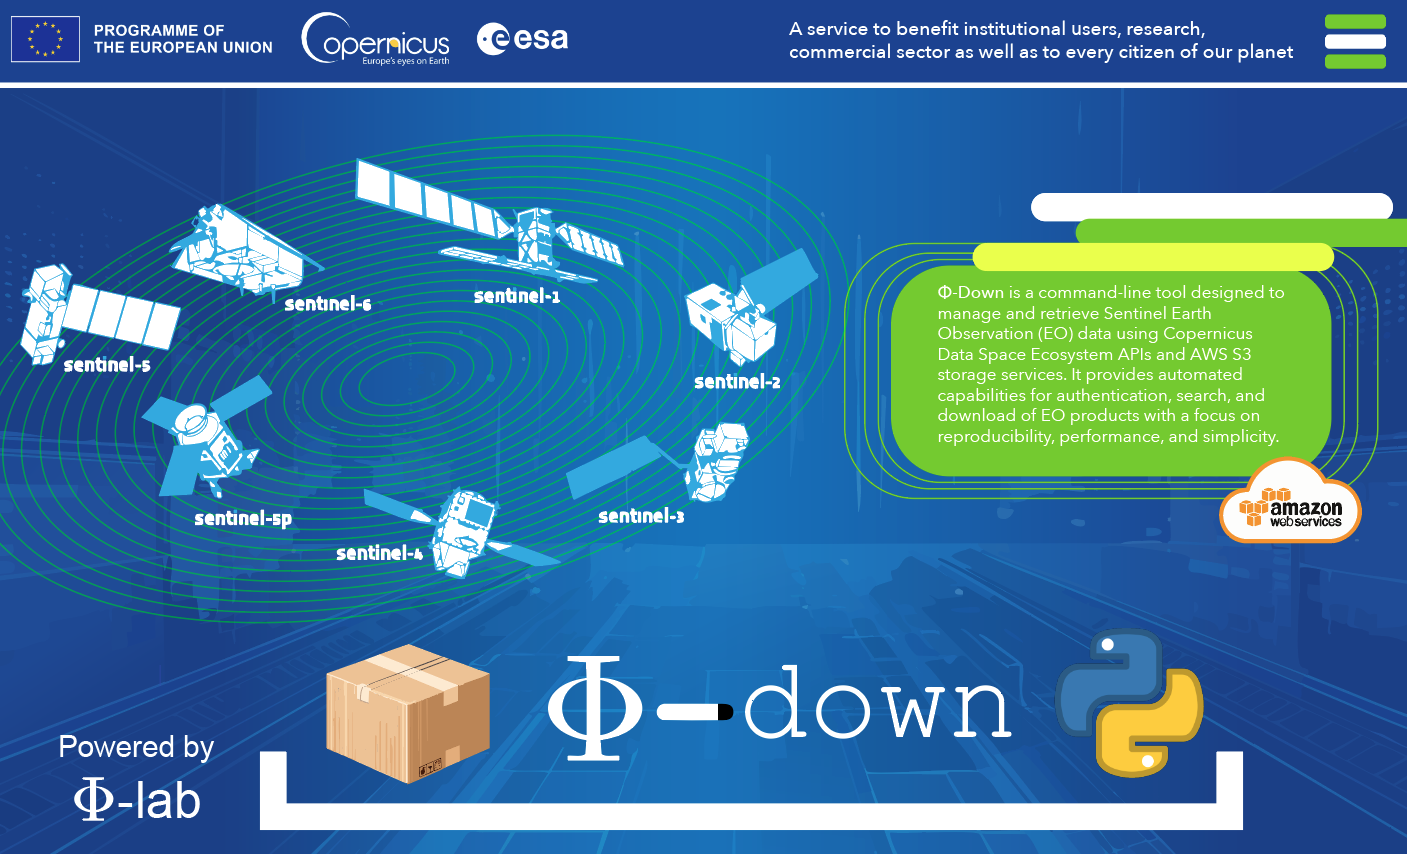 PROGRAMME OF
THE EUROPEAN UNION
opernicus
Europe's eyes on Earth
esa
A service to benefit institutional users, research,
commercial sector as well as to every citizen of our planet
sentinel-6
sentinel-1
sentinel-5
sentinel-2
sentinel-5p
sentinel-4
sentinel-3
Φ-Down is a command-line tool designed to
manage and retrieve Sentinel Earth
Observation (EO) data using Copernicus
Data Space Ecosystem APIs and AWS S3
storage services. It provides automated
capabilities for authentication, search, and
download of EO products with a focus on
reproducibility, performance, and simplicity.
amazon
web services
Φ-down
Powered by
Φ-lab